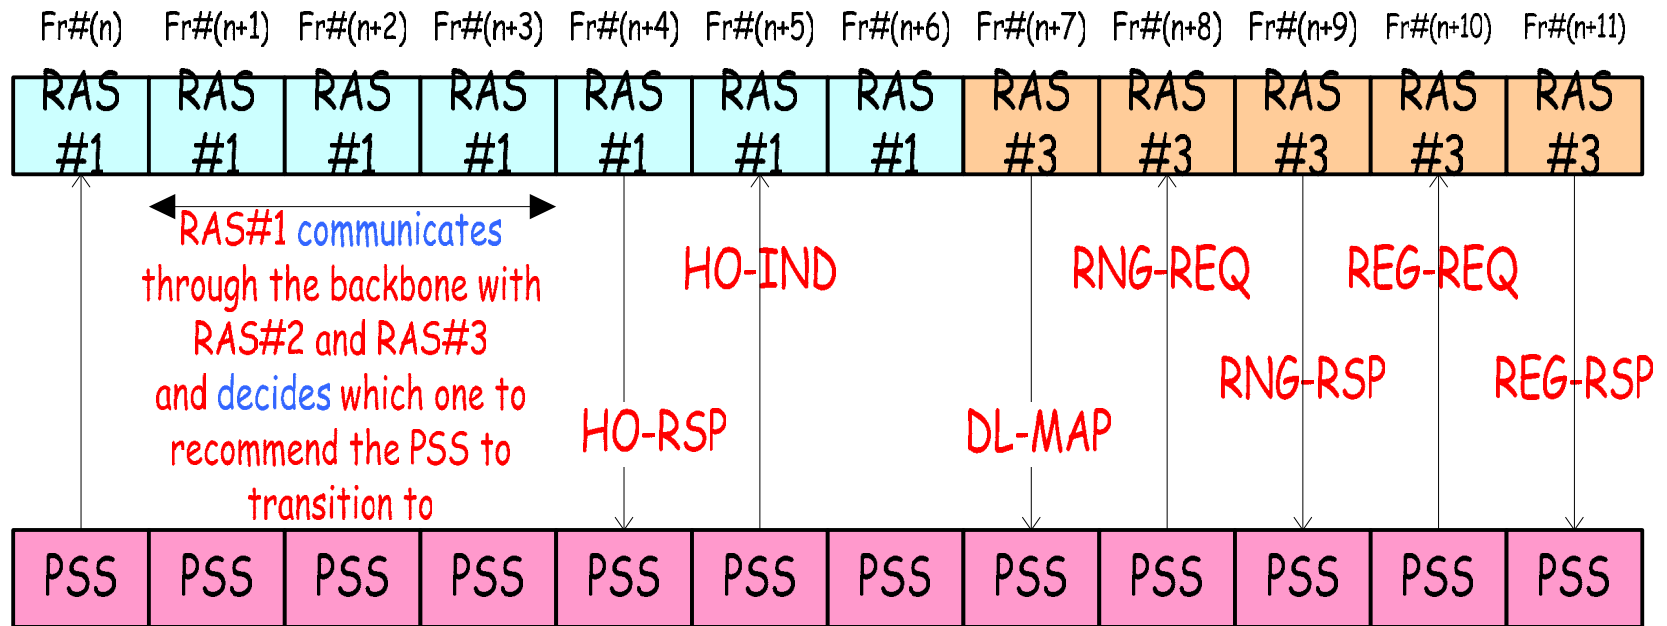 Fr#(n) Fr#(n+1) Fr#(n+2) Fr#(n+3) Fr#(n+4) Fr#(n+5) Fr#(n+6) Fr#(n+7) Fr#(n+8) Fr#(n+9) Fr#(n+10) Fr#(n+11)
RAS RAS RAS RAS RAS RAS RAS RAS RAS RAS RAS RAS
#1 #1 #1 #1 #1 #1 #1 #3 #3 #3 #3 #3
RAS#1 communicates
through the backbone with
RAS#2 and RAS#3
and decides which one to
recommend the PSS to
transition to
HO-RSP
HO-IND
DL-MAP
RNG-REQ
RNG-RSP
REG-REQ
REG-RSP
PSS PSS PSS PSS PSS PSS PSS PSS PSS PSS PSS PSS